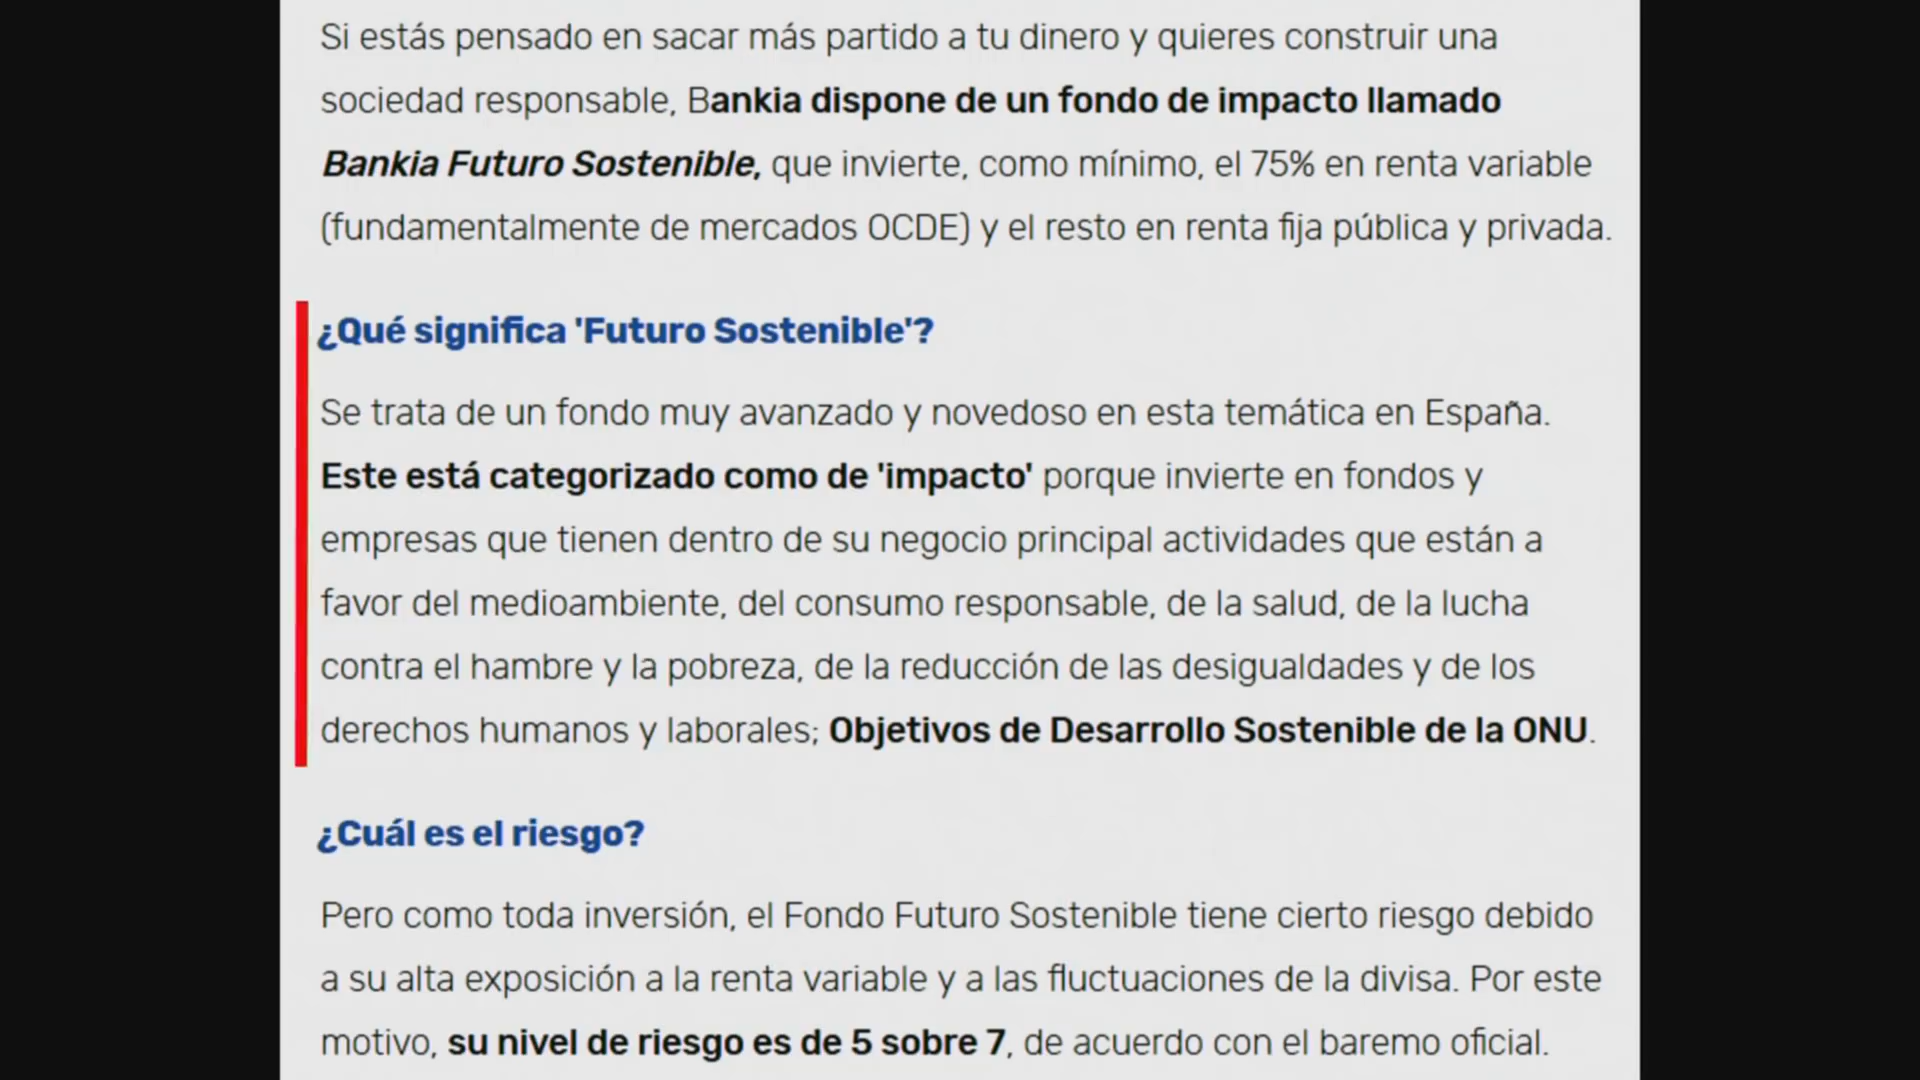 Si estás pensado en sacar más partido a tu dinero y quieres construir una
sociedad responsable, Bankia dispone de un fondo de impacto llamado
Bankia Futuro Sostenible, que invierte, como mínimo, el 75% en renta variable
(fundamentalmente de mercados OCDE) y el resto en renta fija pública y privada.
¿Qué significa 'Futuro Sostenible'?
Se trata de un fondo muy avanzado y novedoso en esta temática en España.
Este está categorizado como de 'impacto' porque invierte en fondos y
empresas que tienen dentro de su negocio principal actividades que están a
favor del medioambiente, del consumo responsable, de la salud, de la lucha
contra el hambre y la pobreza, de la reducción de las desigualdades y de los
derechos humanos y laborales; Objetivos de Desarrollo Sostenible de la ONU.
¿Cuál es el riesgo?
Pero como toda inversión, el Fondo Futuro Sostenible tiene cierto riesgo debido
a su alta exposición a la renta variable y a las fluctuaciones de la divisa. Por este
motivo, su nivel de riesgo es de 5 sobre 7, de acuerdo con el baremo oficial.